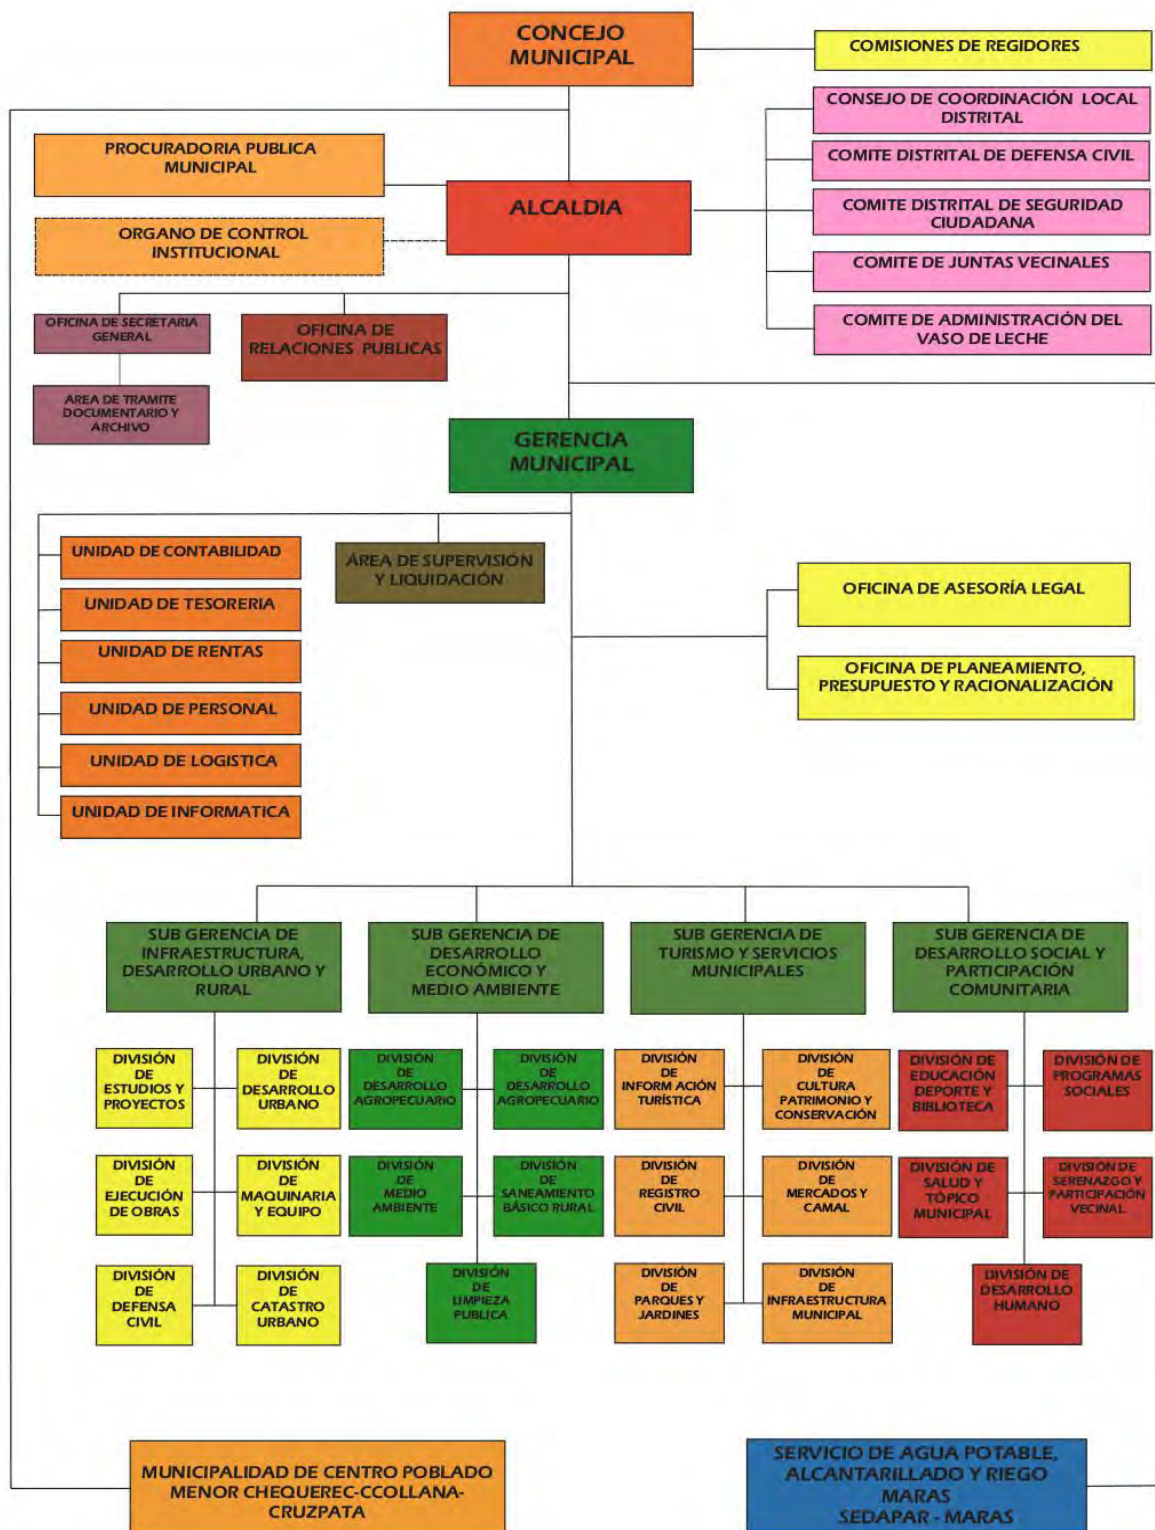 CONCEJO
MUNICIPAL
COMISIONES DE REGIDORES
CONSEJO DE COORDINACIÓN LOCAL
DISTRITAL
COMITE DISTRITAL DE DEFENSA CIVIL
COMITE DISTRITAL DE SEGURIDAD
CIUDADANA
COMITE DE JUNTAS VECINALES
COMITE DE ADMINISTRACIÓN DEL
VASO DE LECHE
PROCURADORIA PUBLICA
MUNICIPAL
ALCALDIA
ORGANO DE CONTROL
INSTITUCIONAL
OFICINA DE SECRETARIA
GENERAL
OFICINA DE
RELACIONES PUBLICAS
AREA DE TRAMITE
DOCUMENTARIO Y
ARCHIVO
GERENCIA
MUNICIPAL
UNIDAD DE CONTABILIDAD
UNIDAD DE TESORERIA
UNIDAD DE RENTAS
UNIDAD DE PERSONAL
UNIDAD DE LOGISTICA
UNIDAD DE INFORMATICA
ÁREA DE SUPERVISIÓN
Y LIQUIDACIÓN
OFICINA DE ASESORÍA LEGAL
OFICINA DE PLANEAMIENTO,
PRESUPUESTO Y RACIONALIZACIÓN
SUB GERENCIA DE
INFRAESTRUCTURA,
DESARROLLO URBANO Y
RURAL
SUB GERENCIA DE
DESARROLLO
ECONÓMICO Y
MEDIO AMBIENTE
SUB GERENCIA DE
TURISMO Y SERVICIOS
MUNICIPALES
SUB GERENCIA DE
DESARROLLO SOCIAL Y
PARTICIPACIÓN
COMUNITARIA
DIVISIÓN
DE
ESTUDIOS Y
PROYECTOS
DIVISIÓN
DE
DESARROLLO
URBANO
DIVISIÓN
DE
DESARROLLO
AGROPECUARIO
DIVISIÓN
DE
DESARROLLO
AGROPECUARIO
DIVISIÓN
DE
INFORMACIÓN
TURÍSTICA
DIVISIÓN
DE
CULTURA
PATRIMONIO Y
CONSERVACIÓN
DIVISIÓN DE
EDUCACIÓN
DEPORTE Y
BIBLIOTECA
DIVISIÓN DE
PROGRAMAS
SOCIALES
DIVISIÓN
DE
EJECUCIÓN
DE OBRAS
DIVISIÓN
DE
MAQUINARIA
Y EQUIPO
DIVISIÓN
DE
MEDIO
AMBIENTE
DIVISIÓN
DE
SANEAMIENTO
BÁSICO RURAL
DIVISIÓN
DE
REGISTRO
CIVIL
DIVISIÓN
DE
MERCADOS Y
CAMAL
DIVISIÓN DE
SALUD Y
TÓPICO
MUNICIPAL
DIVISIÓN DE
SERENAZGO Y
PARTICIPACIÓN
VECINAL
DIVISIÓN
DE
DEFENSA
CIVIL
DIVISIÓN
DE
CATASTRO
URBANO
DIVISIÓN
DE
LIMPIEZA
PUBLICA
DIVISIÓN
DE
PARQUES Y
JARDINES
DIVISIÓN
DE
INFRAESTRUCTURA
MUNICIPAL
DIVISIÓN DE
DESARROLLO
HUMANO
MUNICIPALIDAD DE CENTRO POBLADO
MENOR CHEQUEREC-CCOLLANA-
CRUZPATA
SERVICIO DE AGUA POTABLE,
ALCANTARILLADO Y RIEGO
MARAS
SEDAPAR - MARAS